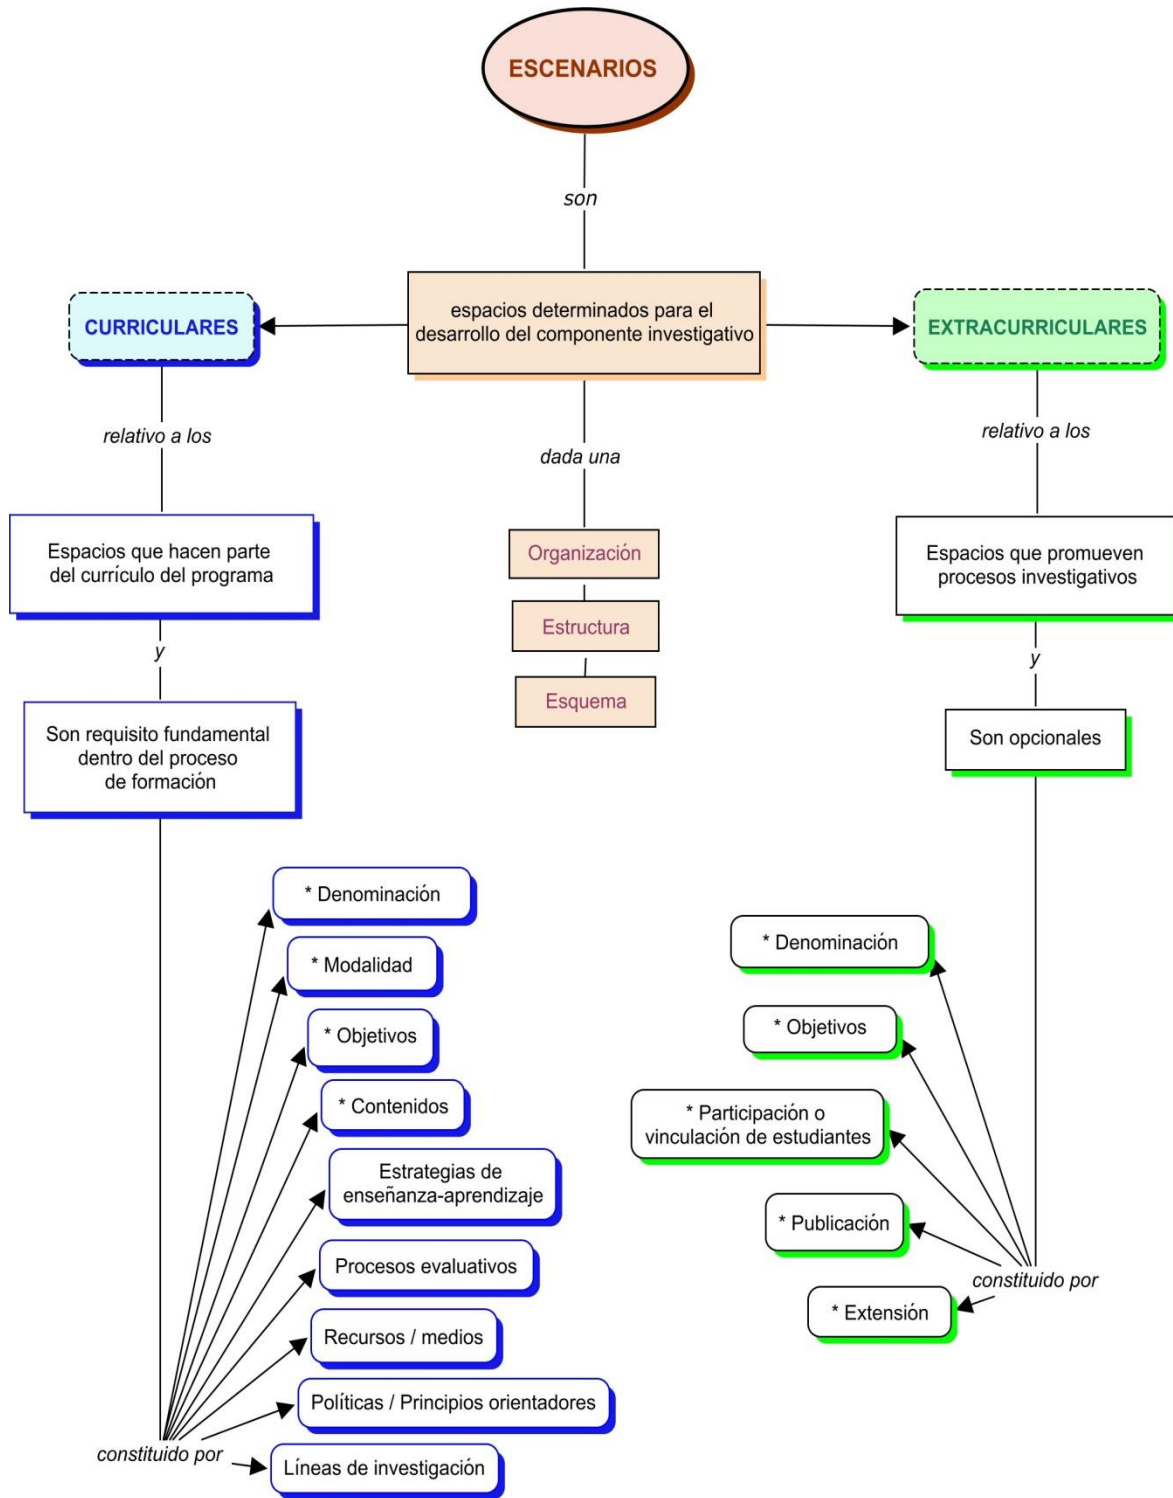 ESCENARIOS
son
espacios determinados para el
desarrollo del componente investigativo
CURRICULARES
EXTRACURRICULARES
relativo a los
dada una
relativo a los
Espacios que hacen parte
del currículo del programa
Organización
Estructura
Esquema
Espacios que promueven
procesos investigativos
y
y
Son requisito fundamental
dentro del proceso
de formación
Son opcionales
* Denominación
* Modalidad
* Objetivos
* Contenidos
Estrategias de
enseñanza-aprendizaje
Procesos evaluativos
Recursos / medios
Políticas / Principios orientadores
constituido por
Líneas de investigación
* Denominación
* Objetivos
* Participación o
vinculación de estudiantes
* Publicación
constituido por
* Extensión